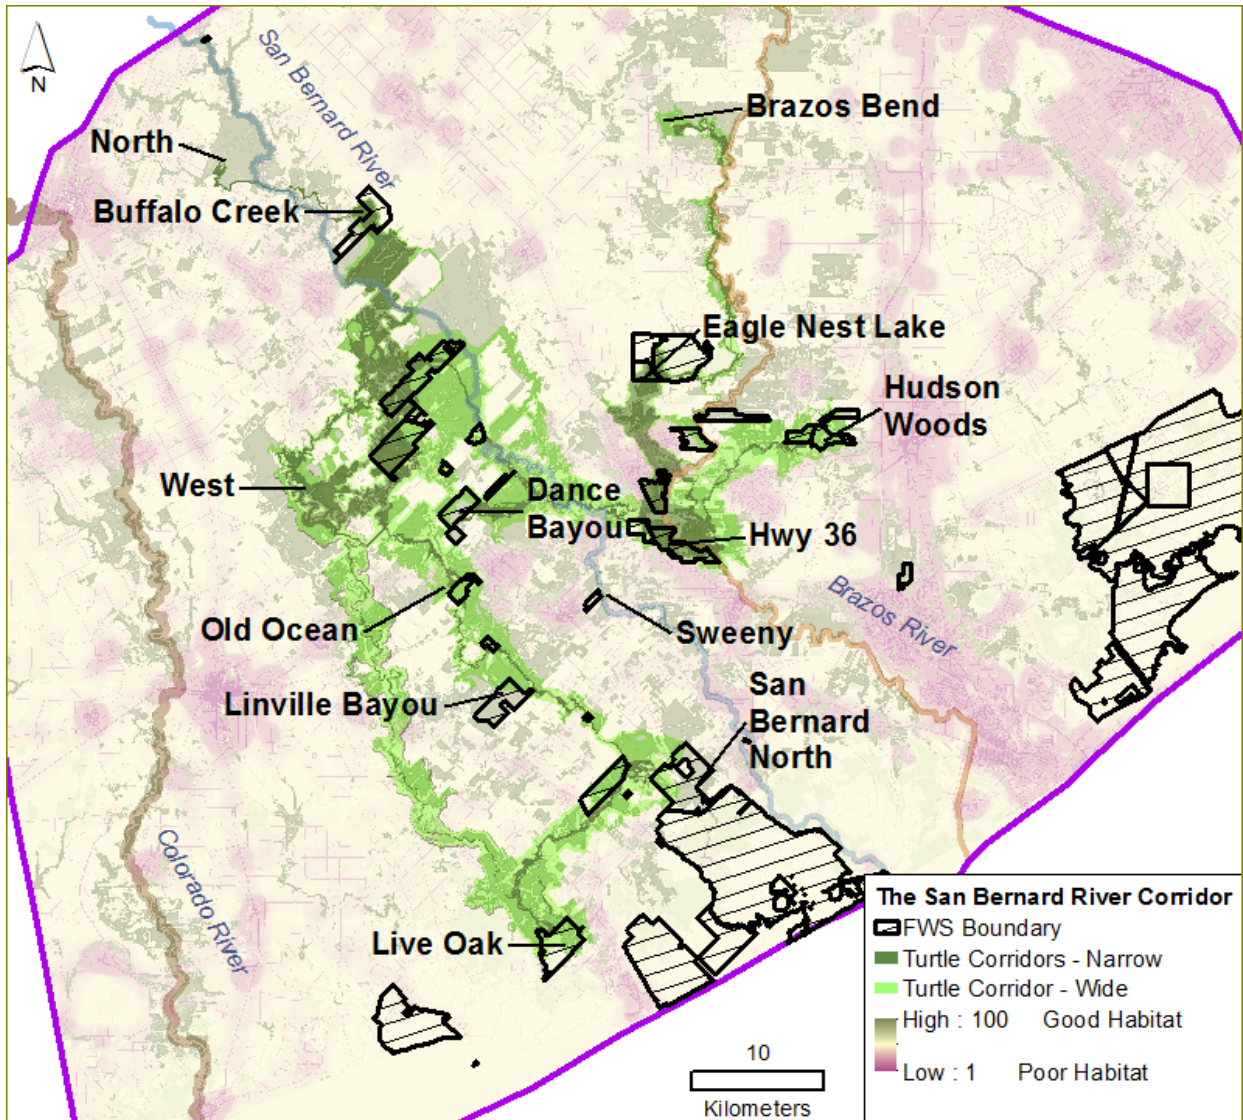 N
San Bernard River
Brazos Bend
North
Buffalo Creek
Eagle Nest Lake
Hudson
Woods
West
Dance
Bayou
Hwy 36
Brazos River
Old Ocean
Sweeny
Linville Bayou
San
Bernard
North
Colorado River
Live Oak
The San Bernard River Corridor
FWS Boundary
Turtle Corridors - Narrow
Turtle Corridor - Wide
High : 100 Good Habitat
Low : 1 Poor Habitat
10
Kilometers